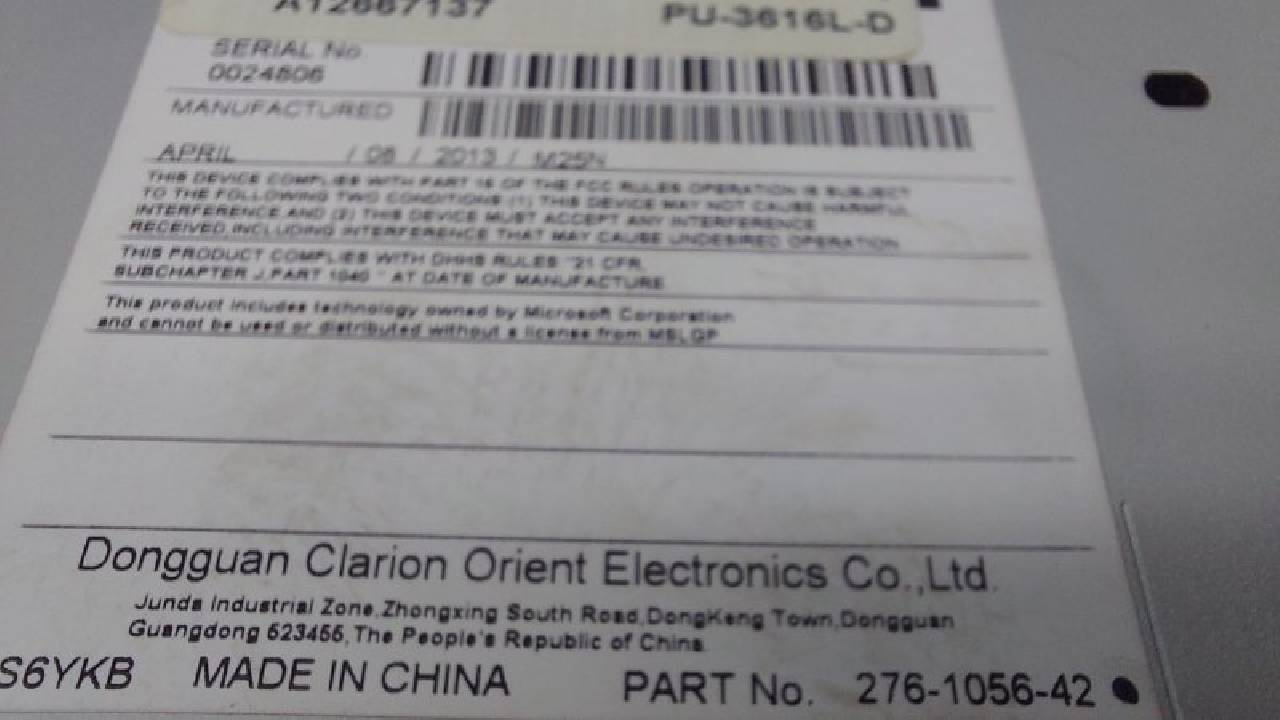 A12667137 PU-3616L-D
SERIAL No
0024806
MANUFACTURED
APRIL / 08 / 2013 / M25N
THIS DEVICE COMPLIES WITH PART 15 OF THE FCC RULES OPERATION IS SUBJECT
TO THE FOLLOWING TWO CONDITIONS (1) THIS DEVICE MAY NOT CAUSE HARMFUL
INTERFERENCE AND (2) THIS DEVICE MUST ACCEPT ANY INTERFERENCE
RECEIVED,INCLUDING INTERFERENCE THAT MAY CAUSE UNDESIRED OPERATION
THIS PRODUCT COMPLIES WITH DHHS RULES "21 CFR,
SUBCHAPTER J,PART 1040 " AT DATE OF MANUFACTURE
This product includes technology owned by Microsoft Corporation
and cannot be used or distributed without a license from MSLGP
Dongguan Clarion Orient Electronics Co.,Ltd.
Junda Industrial Zone,Zhongxing South Road,DongKeng Town,Dongguan
Guangdong 523455,The People's Republic of China
S6YKB MADE IN CHINA PART No. 276-1056-42